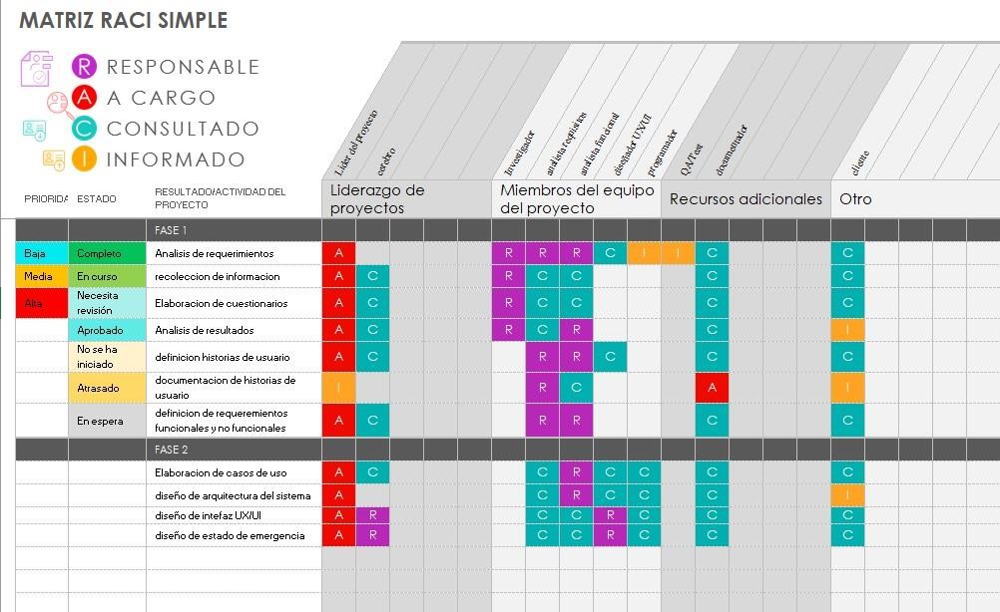 MATRIZ RACI SIMPLE
R RESPONSABLE
A A CARGO
C CONSULTADO
I INFORMADO
Lider del proyecto
cerebro
Investigador
analista requisitos
analista funcional
diseñador UX/UI
programador
QA/Test
documentador
cliente
PRIORIDA ESTADO RESULTADO/ACTIVIDAD DEL
PROYECTO
Liderazgo de
proyectos
Miembros del equipo
del proyecto
Recursos adicionales
Otro
FASE 1
Baja Completo Analisis de requerimientos A R R R C I I C C
Media En curso recoleccion de informacion A C R C C C C
Alta Necesita
revisión Elaboracion de cuestionarios A C R C C C C
Aprobado Analisis de resultados A C R C R C I
No se ha
iniciado definicion historias de usuario A C R R C C C
Atrasado documentacion de historias de
usuario I R C A I
En espera definicion de requeremientos
funcionales y no funcionales A C R R C C
FASE 2
Elaboracion de casos de uso A C C R C C C C
diseño de arquitectura del sistema A C R C C C I
diseño de intefaz UX/UI A R C C R C C C
diseño de estado de emergencia A R C C R C C C